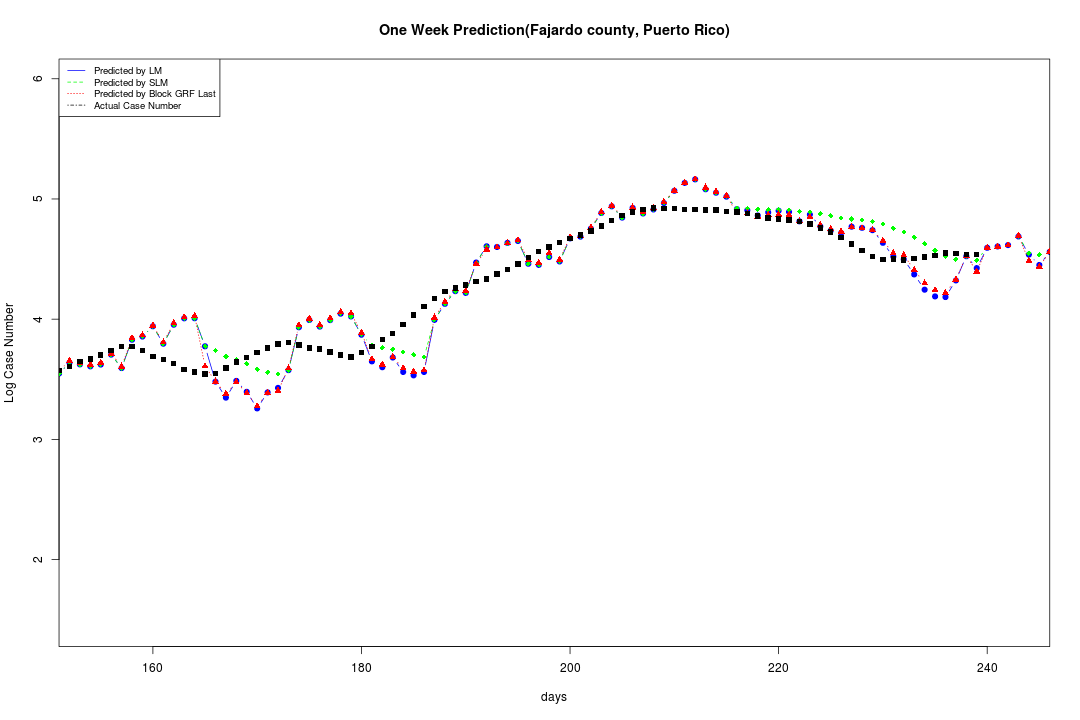 One Week Prediction(Fajardo county, Puerto Rico)
Predicted by LM
Predicted by SLM
Predicted by Block GRF Last
Actual Case Number
6
5
4
3
2
Log Case Number
160 180 200 220 240
days